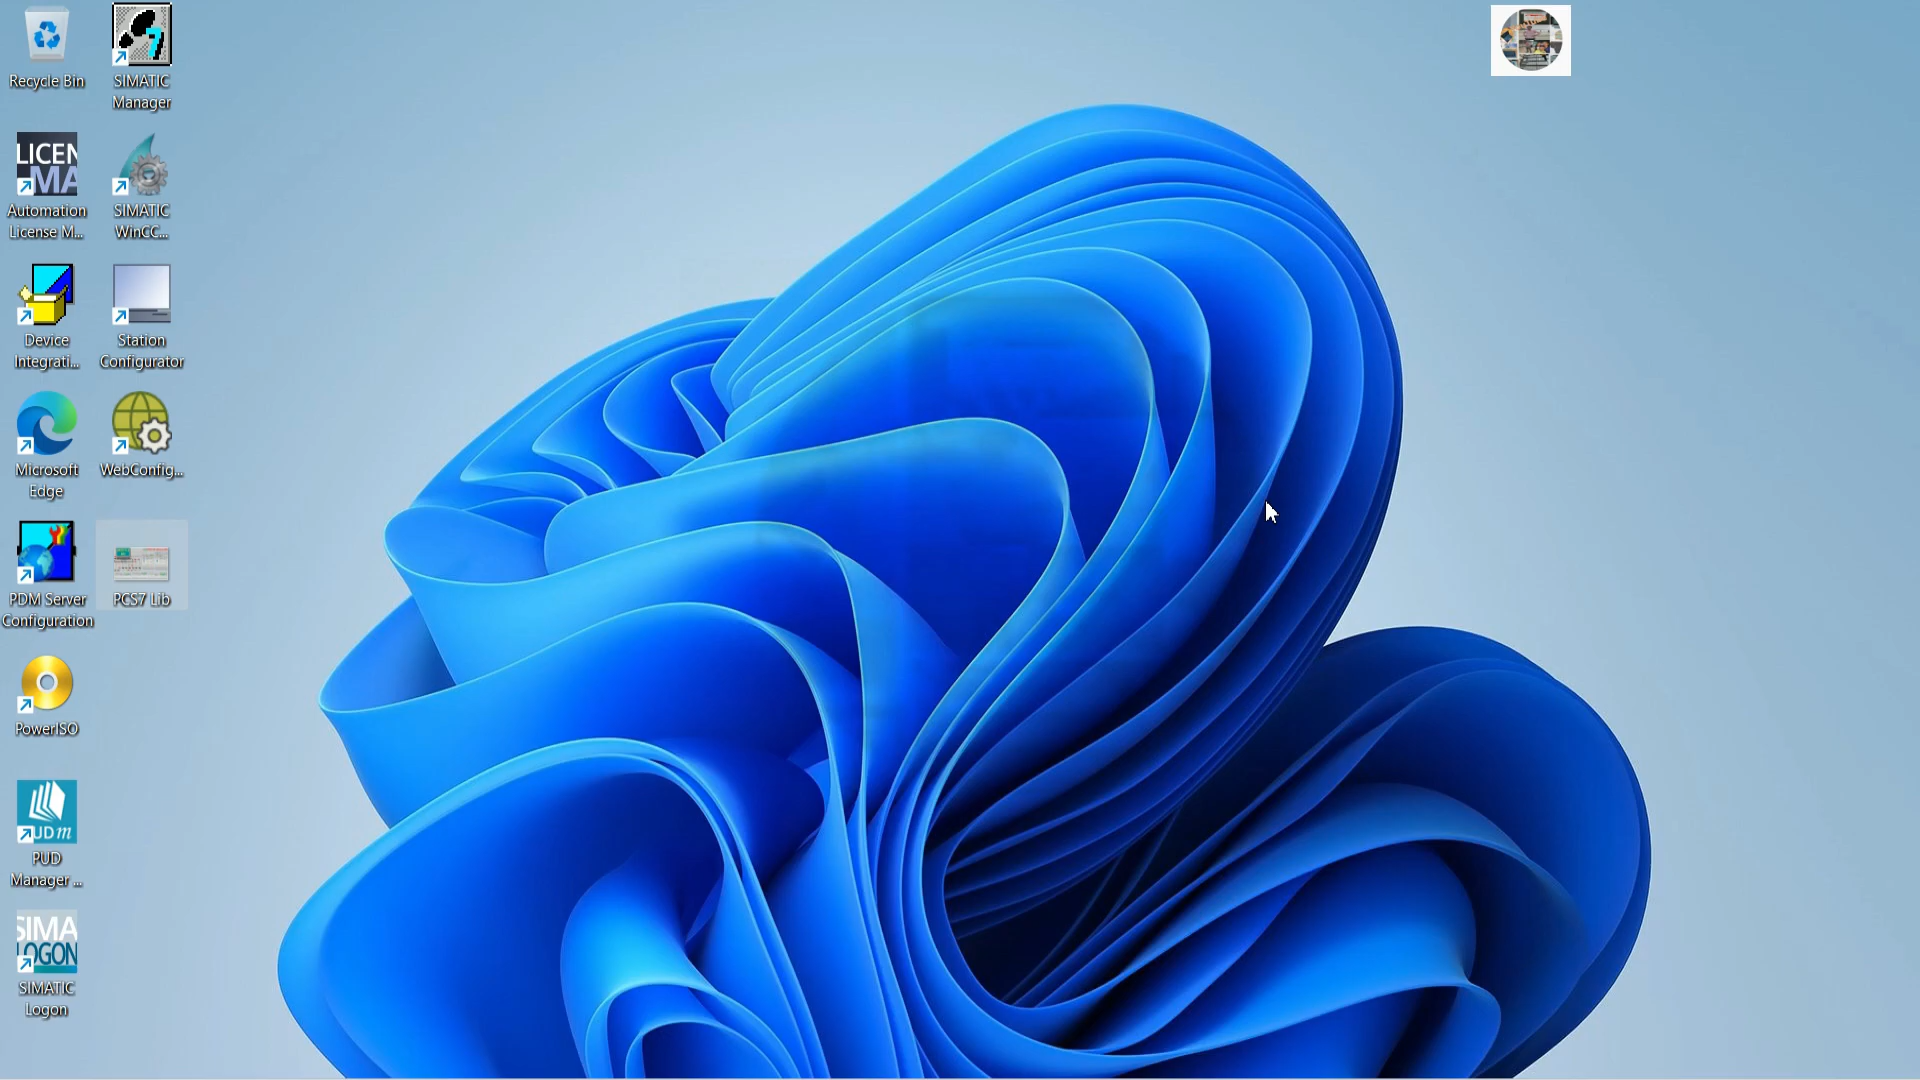 Recycle Bin
SIMATIC
Manager
LICEN
MA
Automation
License M...
SIMATIC
WinCC...
Device
Integrati...
Station
Configurator
Microsoft
Edge
WebConfig...
PDM Server
Configuration
PCS7 Lib
PowerISO
UD m
PUD
Manager ...
SIMA
LOGON
SIMATIC
Logon